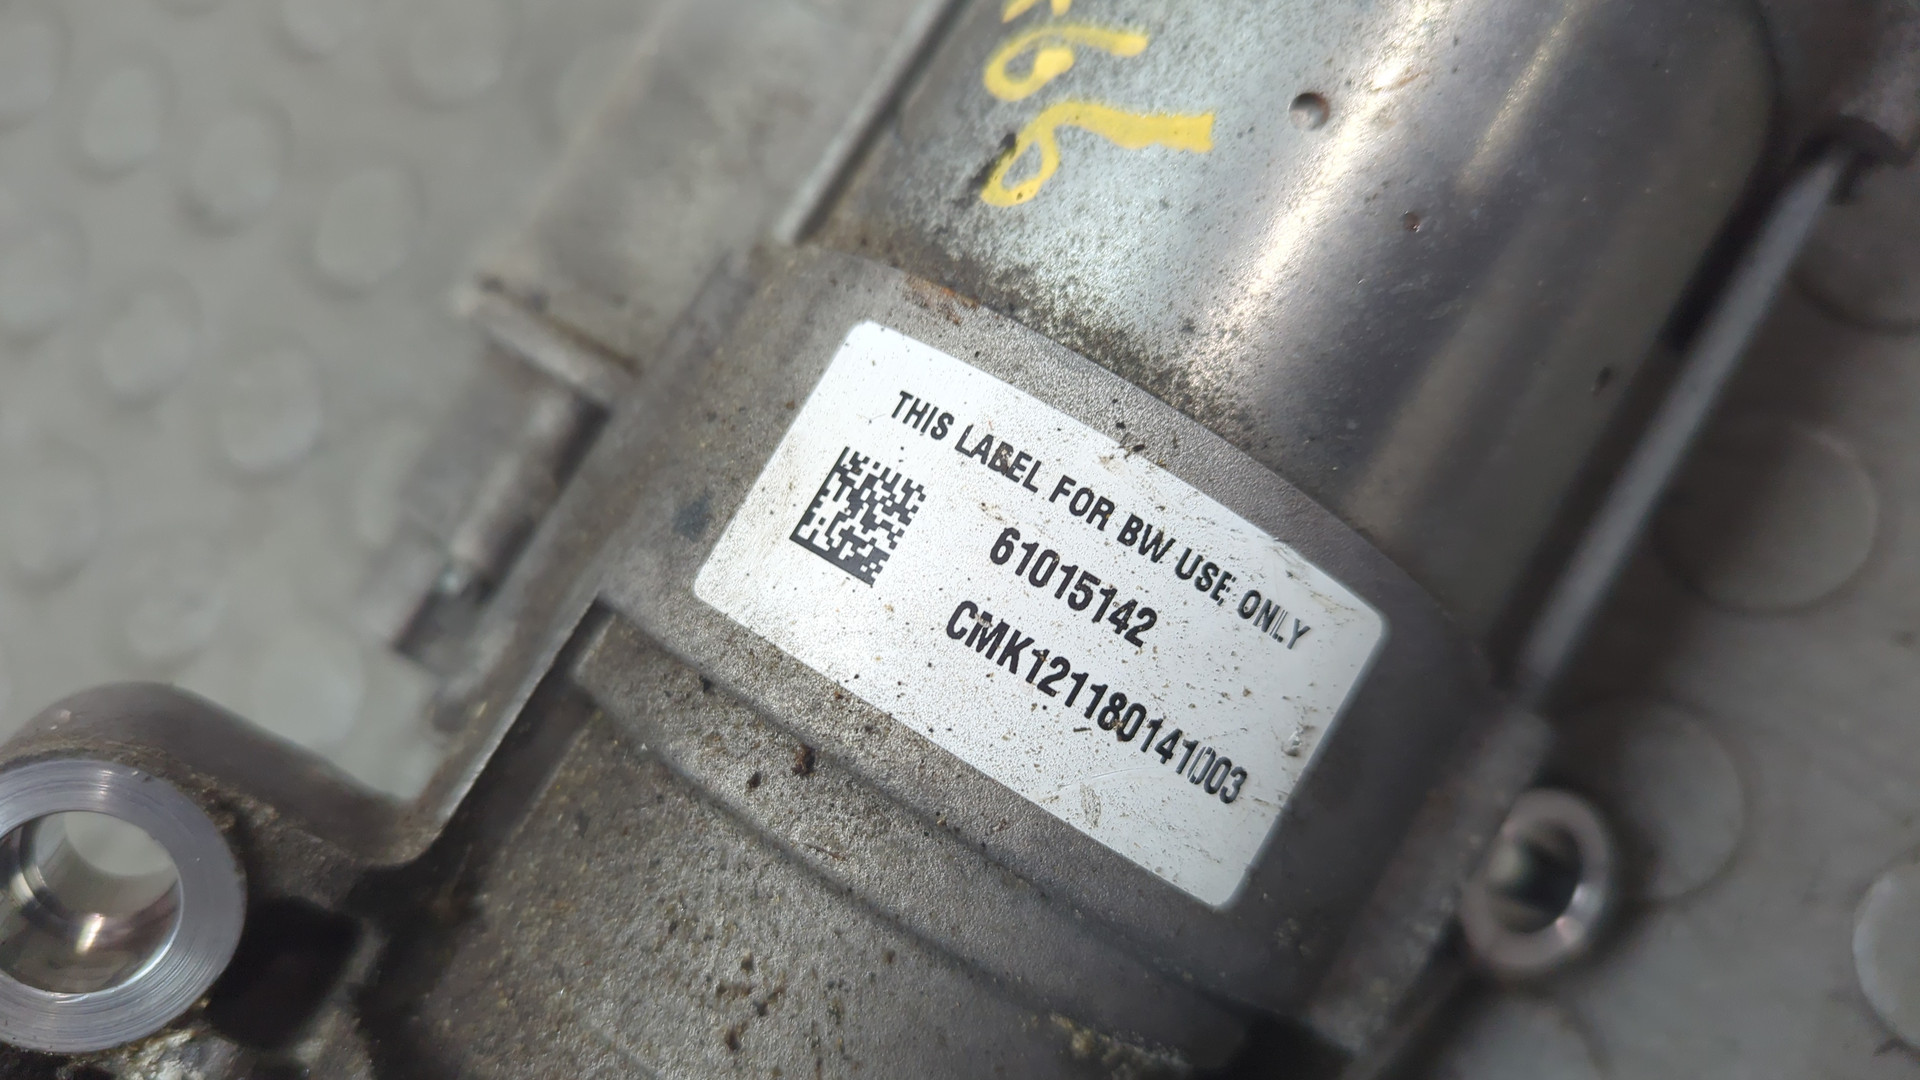 THIS LABEL FOR BW USE ONLY
61015142
CMK121180141003